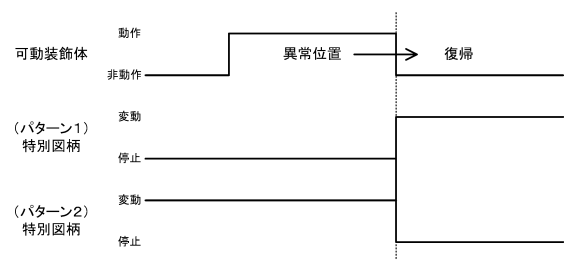 動作
可動装飾体
異常位置
復帰
非動作
変動
（パターン１）
特別図柄
停止
変動
（パターン２）
特別図柄
停止